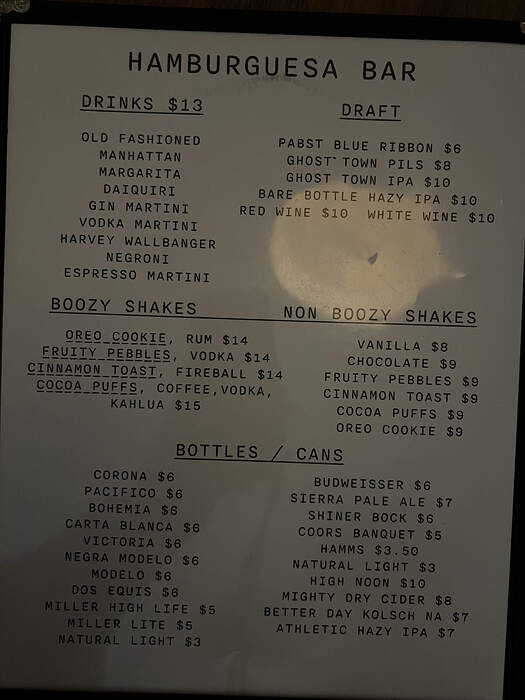 HAMBURGUESA BAR
DRINKS $13
OLD FASHIONED
MANHATTAN
MARGARITA
DAIQUIRI
GIN MARTINI
VODKA MARTINI
HARVEY WALLBANGER
NEGRONI
ESPRESSO MARTINI
DRAFT
PABST BLUE RIBBON $6
GHOST TOWN PILS $8
GHOST TOWN IPA $10
BARE BOTTLE HAZY IPA $10
RED WINE $10 WHITE WINE $10
BOOZY SHAKES
OREO COOKIE, RUM $14
FRUITY PEBBLES, VODKA $14
CINNAMON TOAST, FIREBALL $14
COCOA PUFFS, COFFEE,VODKA,
KAHLUA $15
NON BOOZY SHAKES
VANILLA $8
CHOCOLATE $9
FRUITY PEBBLES $9
CINNAMON TOAST $9
COCOA PUFFS $9
OREO COOKIE $9
BOTTLES / CANS
CORONA $6
PACIFICO $6
BOHEMIA $6
CARTA BLANCA $6
VICTORIA $6
NEGRA MODELO $6
MODELO $6
DOS EQUIS $6
MILLER HIGH LIFE $5
MILLER LITE $5
NATURAL LIGHT $3
BUDWEISSER $6
SIERRA PALE ALE $7
SHINER BOCK $6
COORS BANQUET $5
HAMMS $3.50
NATURAL LIGHT $3
HIGH NOON $10
MIGHTY DRY CIDER $8
BETTER DAY KOLSCH NA $7
ATHLETIC HAZY IPA $7